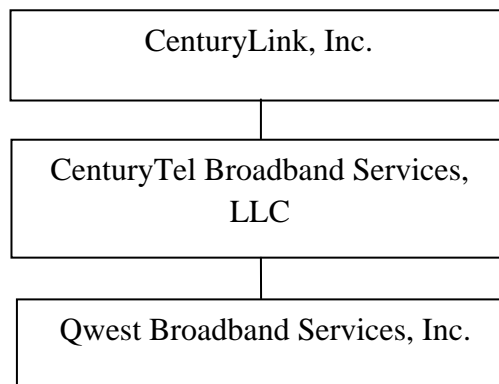 CenturyLink, Inc.
CenturyTel Broadband Services,
LLC
Qwest Broadband Services, Inc.